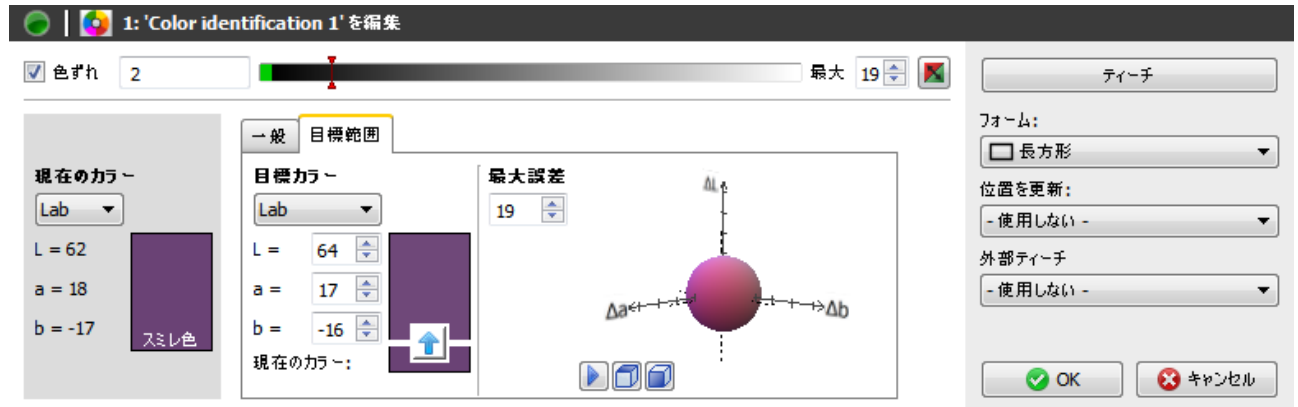 1: 'Color identification 1' を編集
色ずれ 2 最大 19
ティーチ
現在のカラー
Lab
L = 62
a = 18
b = -17
スミレ色
一般 目標範囲
目標カラー
Lab
L = 64
a = 17
b = -16
現在のカラー:
最大誤差
19
ΔL
Δa
Δb
フォーム:
長方形
位置を更新:
- 使用しない -
外部ティーチ
- 使用しない -
OK キャンセル